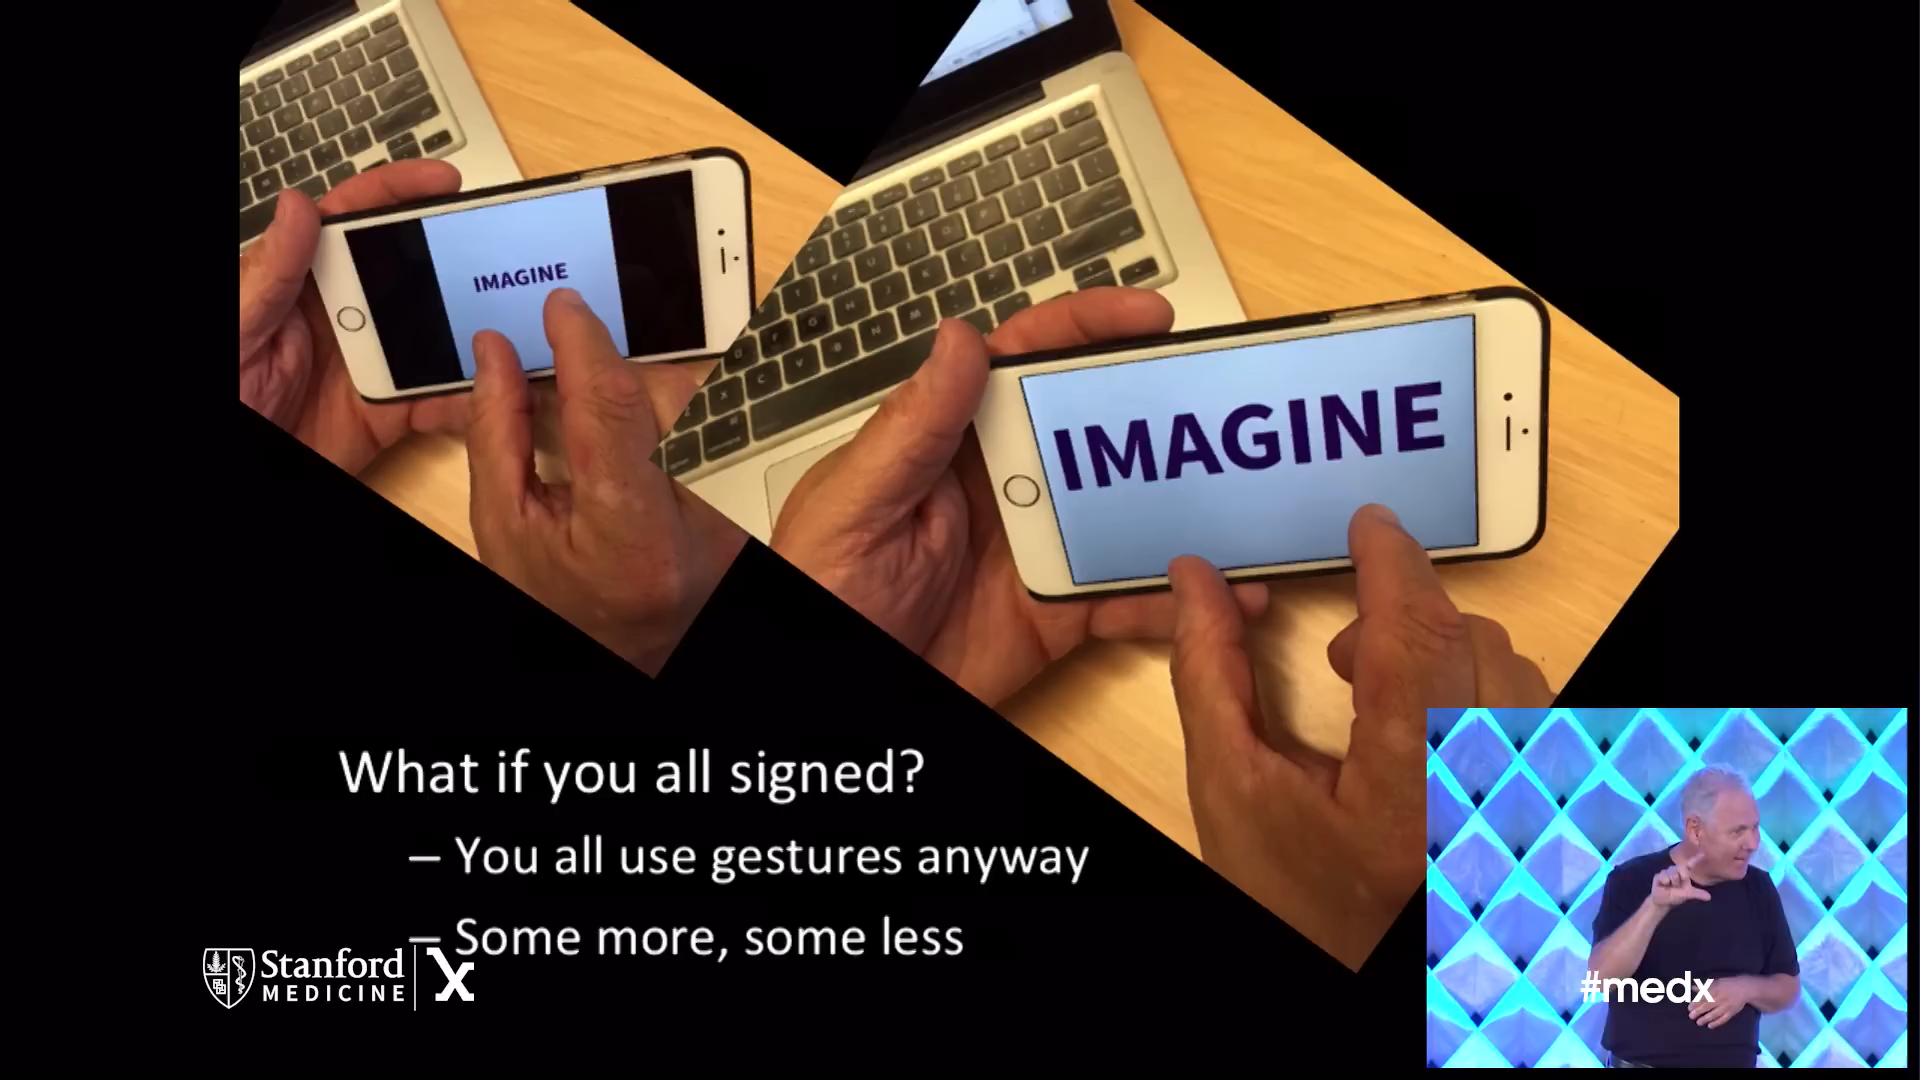 IMAGINE
IMAGINE
What if you all signed?
– You all use gestures anyway
– Some more, some less
Stanford
MEDICINE
X
#medx